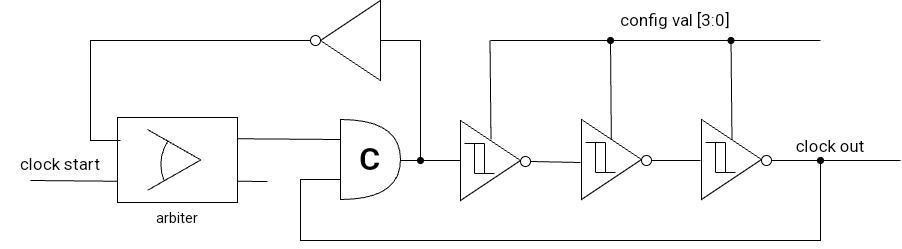 config val [3:0]
C
clock start
clock out
arbiter